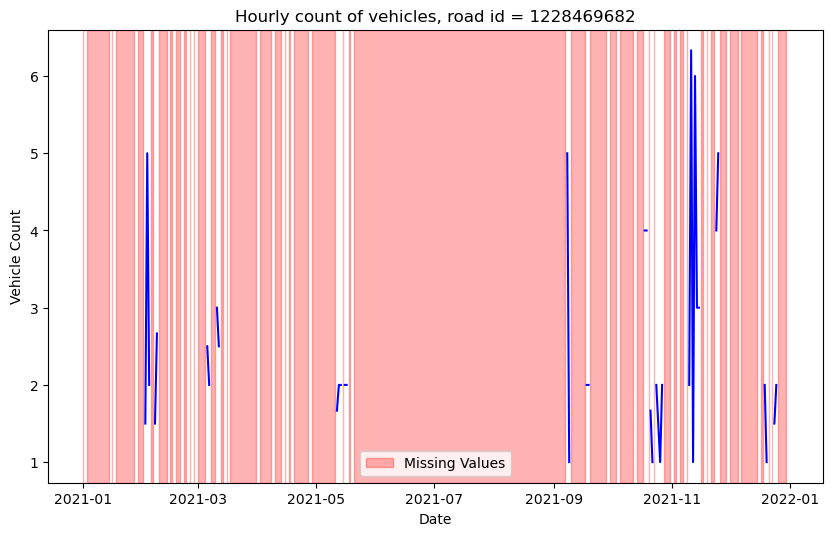 Hourly count of vehicles, road id = 1228469682
Vehicle Count
6
5
4
3
2
1
Missing Values
2021-01 2021-03 2021-05 2021-07 2021-09 2021-11 2022-01
Date